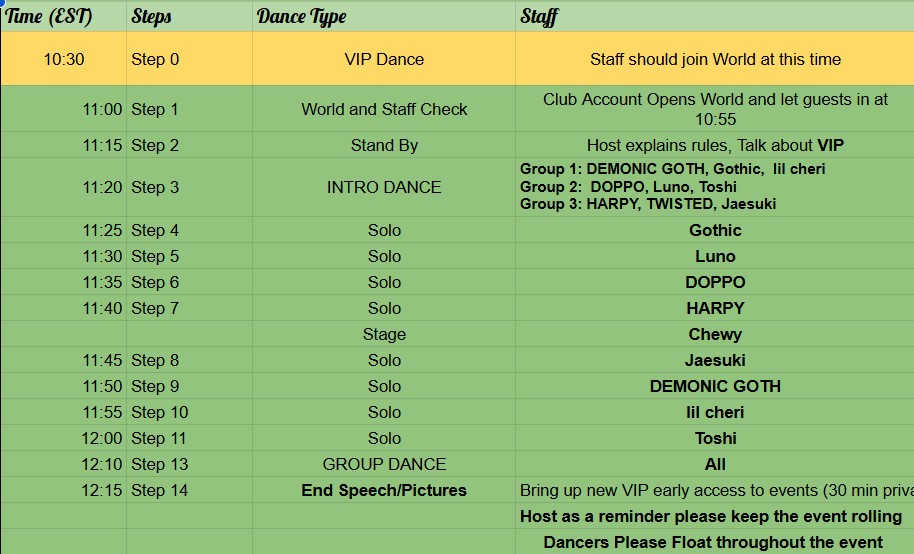 Time (EST) Steps Dance Type Staff
10:30 Step 0 VIP Dance Staff should join World at this time
11:00 Step 1 World and Staff Check Club Account Opens World and let guests in at
10:55
11:15 Step 2 Stand By Host explains rules, Talk about VIP
11:20 Step 3 INTRO DANCE Group 1: DEMONIC GOTH, Gothic, lil cheri
Group 2: DOPPO, Luno, Toshi
Group 3: HARPY, TWISTED, Jaesuki
11:25 Step 4 Solo Gothic
11:30 Step 5 Solo Luno
11:35 Step 6 Solo DOPPO
11:40 Step 7 Solo HARPY
Stage Chewy
11:45 Step 8 Solo Jaesuki
11:50 Step 9 Solo DEMONIC GOTH
11:55 Step 10 Solo lil cheri
12:00 Step 11 Solo Toshi
12:10 Step 13 GROUP DANCE All
12:15 Step 14 End Speech/Pictures Bring up new VIP early access to events (30 min priva
Host as a reminder please keep the event rolling
Dancers Please Float throughout the event